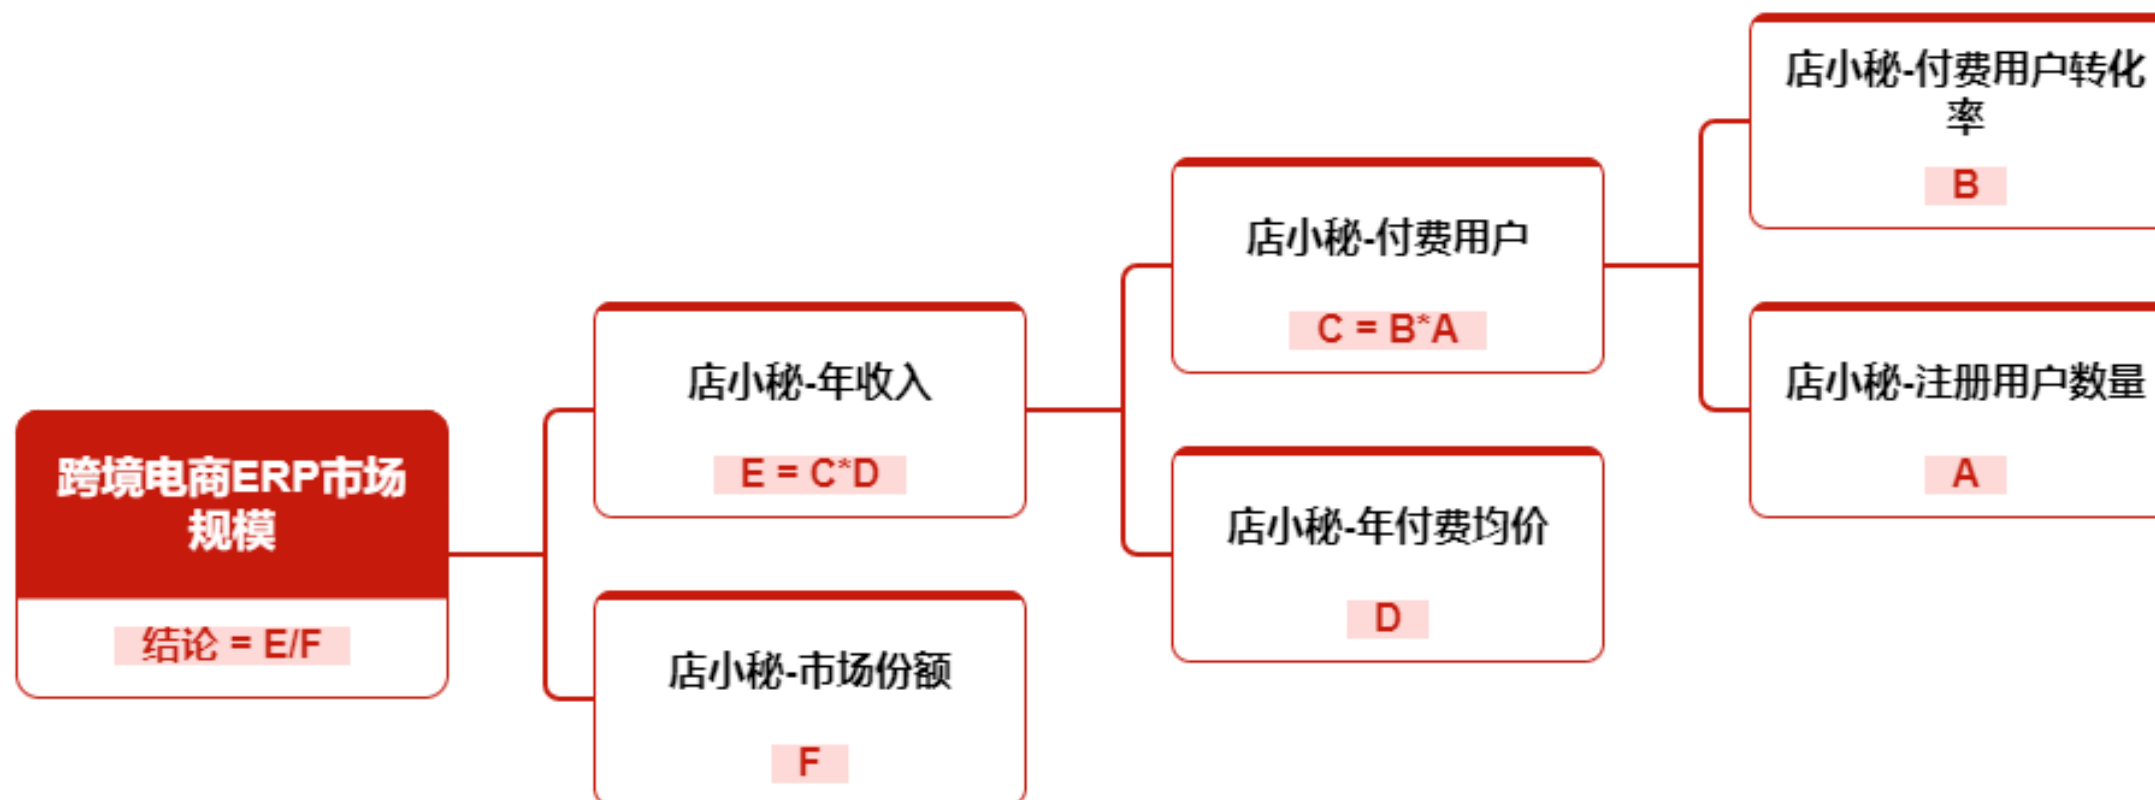 跨境电商ERP市场
规模
结论 = E/F
店小秘-年收入
E = C*D
店小秘-市场份额
F
店小秘-付费用户
C = B*A
店小秘-年付费均价
D
店小秘-付费用户转化
率
B
店小秘-注册用户数量
A